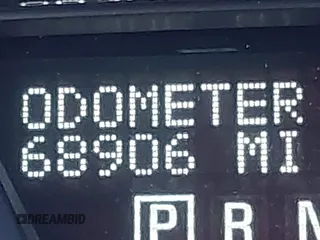 ODOMETER
68906 MI
P R N
DREAMBID